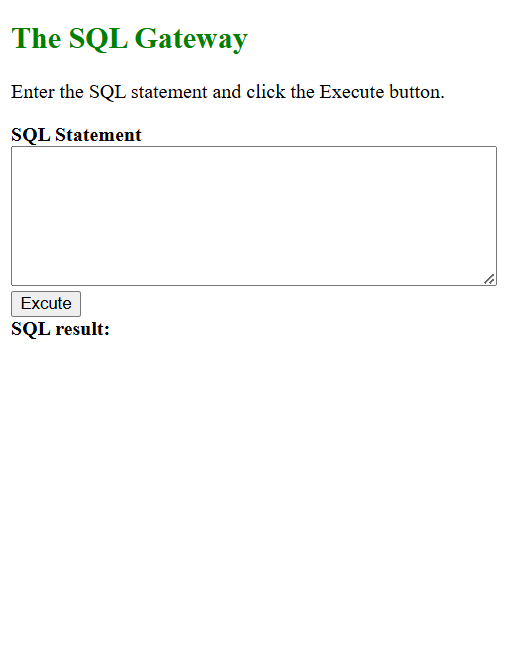 The SQL Gateway
Enter the SQL statement and click the Execute button.
SQL Statement
Excute
SQL result: